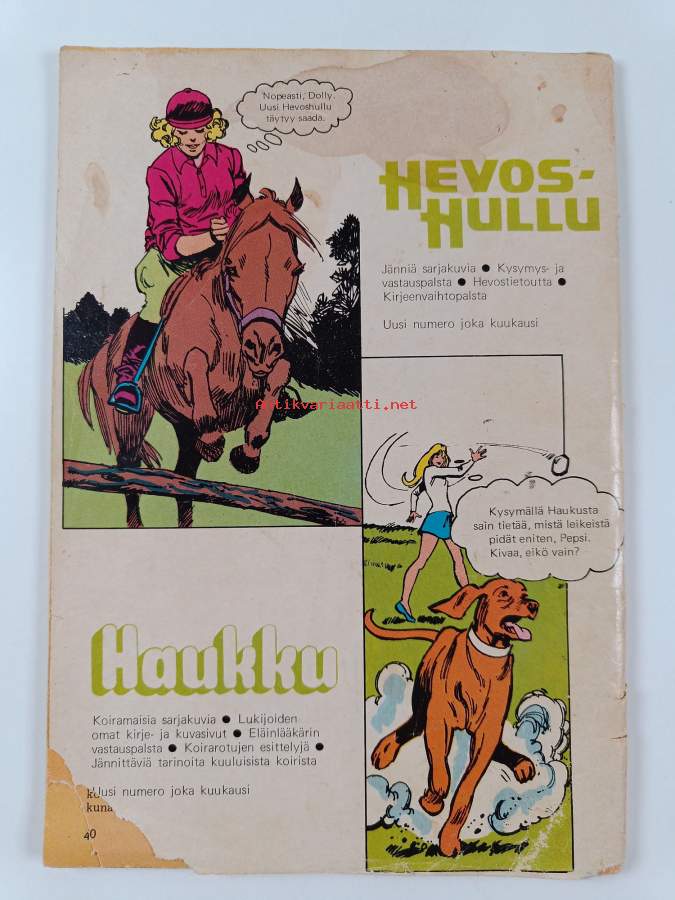 Nopeasti, Dolly.
Uusi Hevoshullu
täytyy saada.
HEVOS-
HULLU
Jänniä sarjakuvia ● Kysymys- ja
vastauspalsta ● Hevostietoutta ●
Kirjeenvaihtopalsta
Uusi numero joka kuukausi
Antikvariaatti.net
Kysymällä Haukusta
sain tietää, mistä leikeistä
pidät eniten, Pepsi.
Kivaa, eikö vain?
Haukku
Koiramaisia sarjakuvia ● Lukijoiden
omat kirje- ja kuvasivut ● Eläinlääkärin
vastauspalsta ● Koirarotujen esittelyjä ●
Jännittäviä tarinoita kuuluisista koirista
Uusi numero joka kuukausi
kuna
40